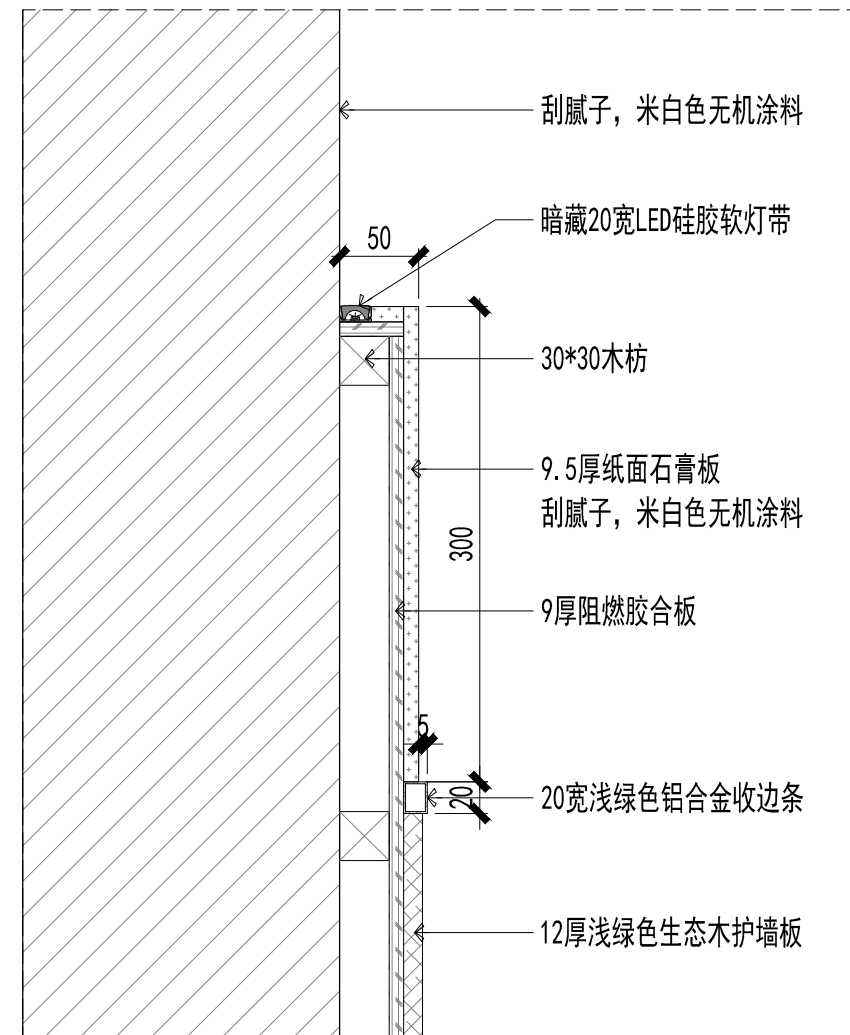 刮腻子，米白色无机涂料
暗藏20宽LED硅胶软灯带
50
30*30木枋
9.5厚纸面石膏板
刮腻子，米白色无机涂料
300
9厚阻燃胶合板
5
20宽浅绿色铝合金收边条
20
12厚浅绿色生态木护墙板